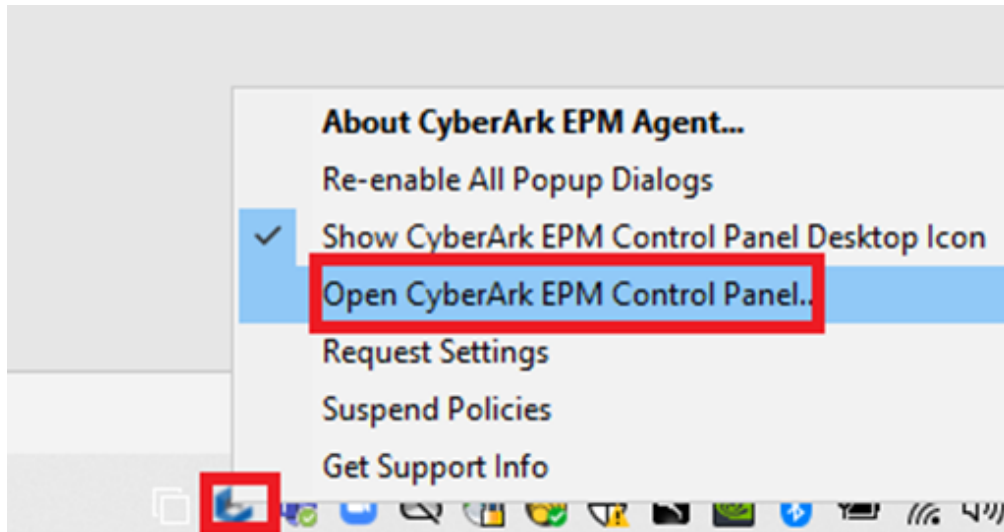 About CyberArk EPM Agent...
Re-enable All Popup Dialogs
Show CyberArk EPM Control Panel Desktop Icon
Open CyberArk EPM Control Panel..
Request Settings
Suspend Policies
Get Support Info